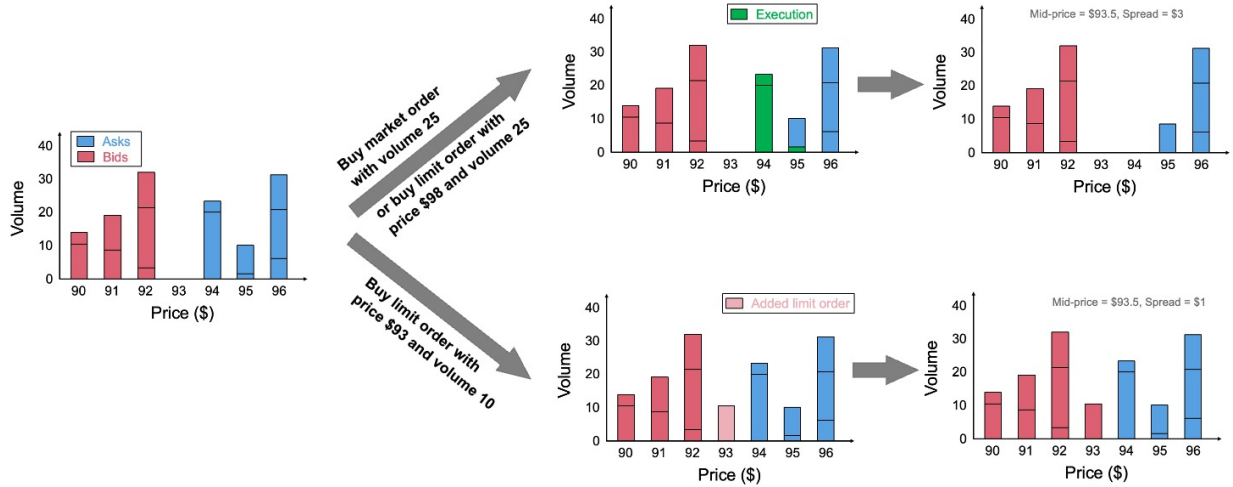 Asks
Bids
40
30
20
10
0
Volume
90 91 92 93 94 95 96
Price ($)
Buy market order
with volume 25
or buy limit order with
price $98 and volume 25
Buy limit order with
price $93 and volume 10
Execution
40
30
20
10
0
Volume
90 91 92 93 94 95 96
Price ($)
Mid-price = $93.5, Spread = $3
40
30
20
10
0
Volume
90 91 92 93 94 95 96
Price ($)
Added limit order
40
30
20
10
0
Volume
90 91 92 93 94 95 96
Price ($)
Mid-price = $93.5, Spread = $1
40
30
20
10
0
Volume
90 91 92 93 94 95 96
Price ($)